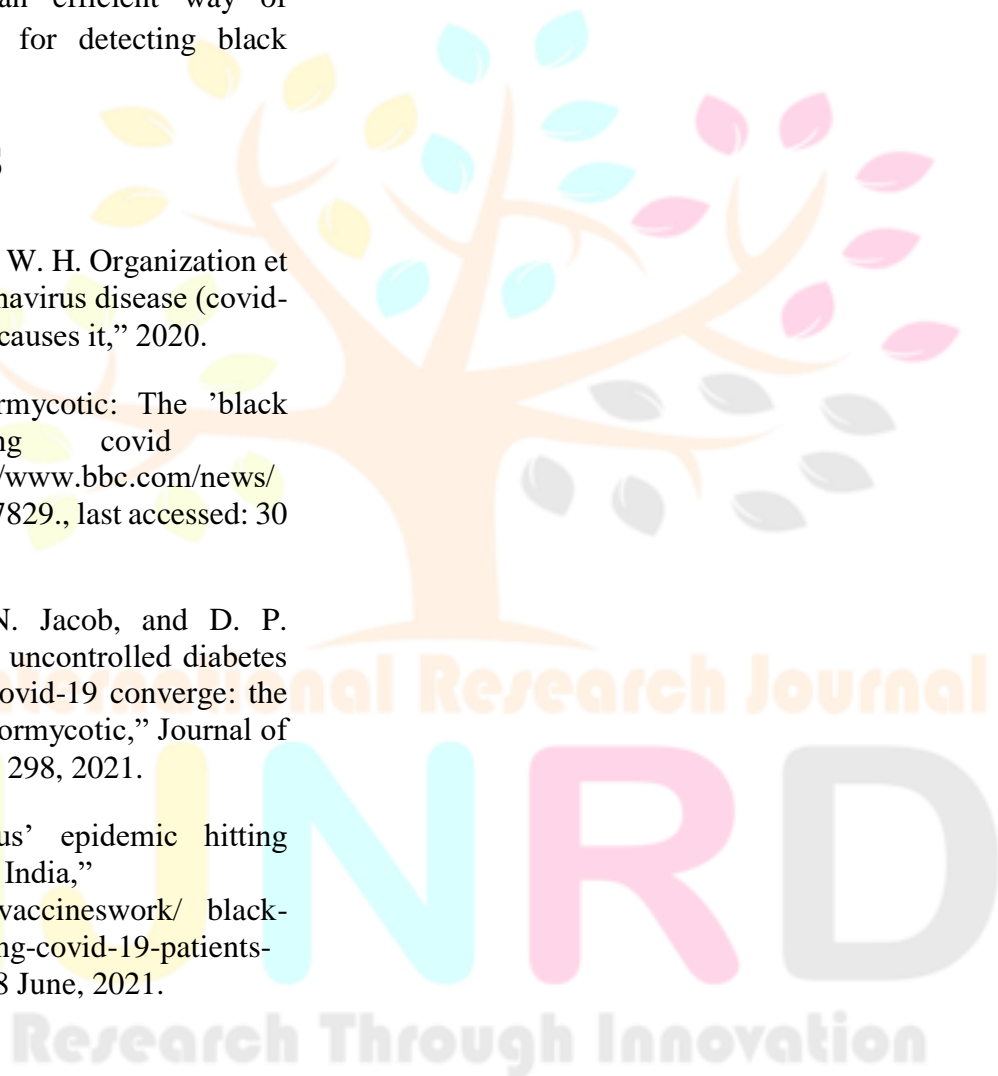 efficient way of
for detecting black
W. H. Organization et
navirus disease (covid-
causes it,” 2020.
rmycotic: The ’black
ng covid
/www.bbc.com/news/
7829., last accessed: 30
N. Jacob, and D. P.
uncontrolled diabetes
ovid-19 converge: the
ormycotic,” Journal of
298, 2021.
us’ epidemic hitting
India,”
vaccineswork/ black-
ng-covid-19-patients-
8 June, 2021.
national Research Journal
IJNRD
Research Through Innovation